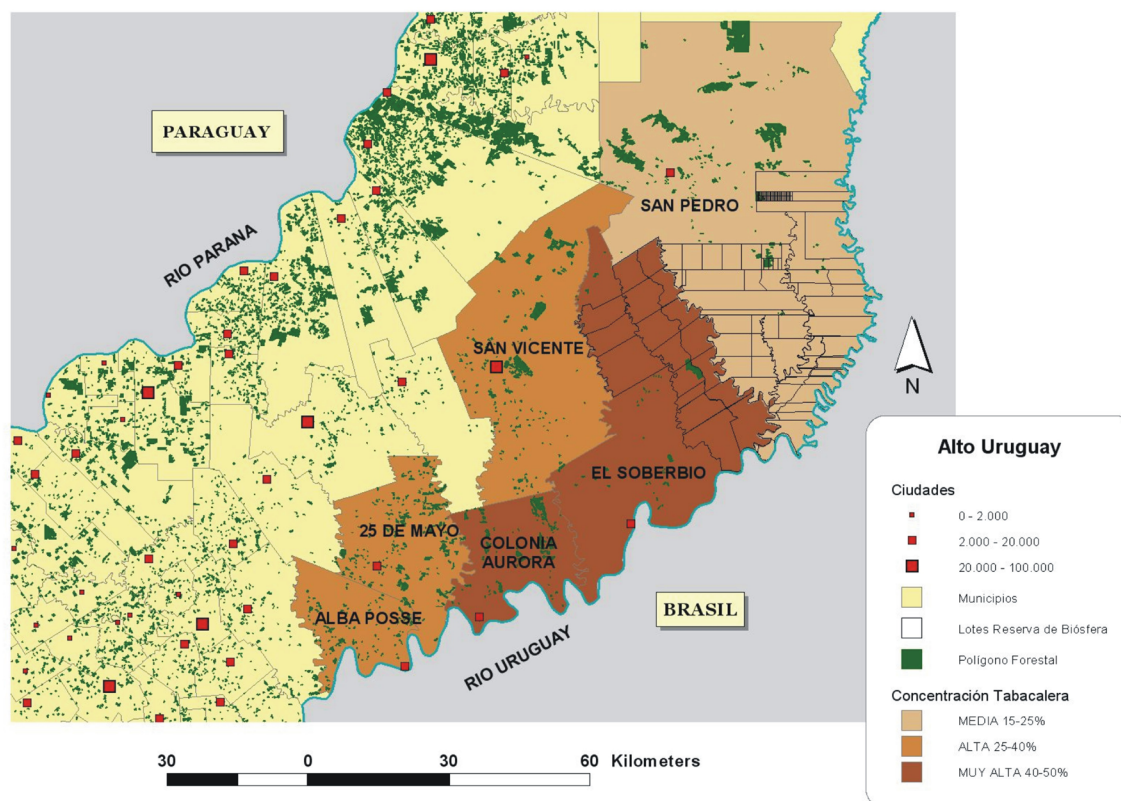 PARAGUAY
RIO PARANA
SAN PEDRO
SAN VICENTE
EL SOBERBIO
25 DE MAYO
COLONIA
AURORA
ALBA POSSE
BRASIL
RIO URUGUAY
N
30 0 30 60 Kilometers
Alto Uruguay
Ciudades
0 - 2.000
2.000 - 20.000
20.000 - 100.000
Municipios
Lotes Reserva de Biósfera
Polígono Forestal
Concentración Tabacalera
MEDIA 15-25%
ALTA 25-40%
MUY ALTA 40-50%